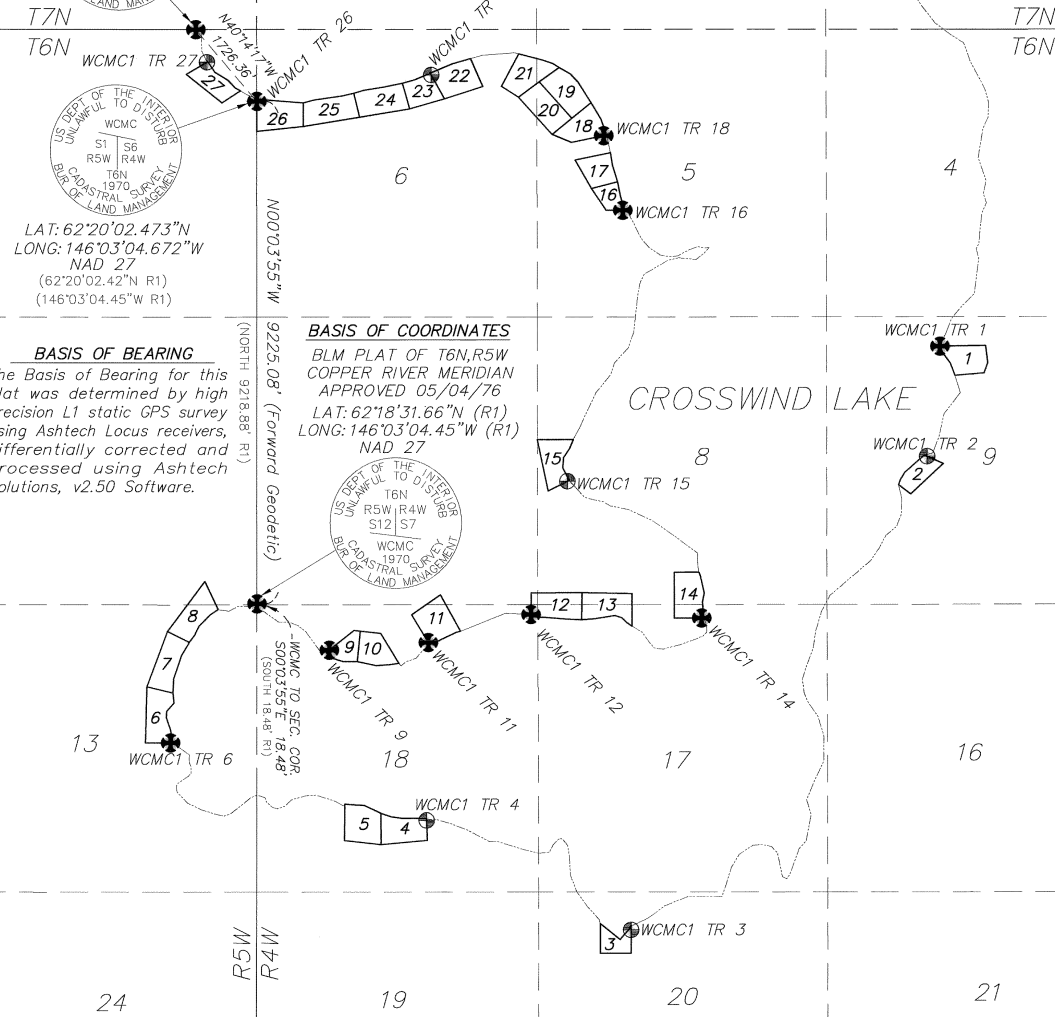 LAND MAN
T7N
T7N
T6N
T6N
N40°14'17"W
1726.36'
WCMC1 TR 26
WCMC1 TR
WCMC1 TR 27
27
26
25
24
23
22
21
19
20
18
WCMC1 TR 18
US DEPT OF THE INTERIOR
UNLAWFUL TO DISTURB
WCMC
S1 S6
R5W R4W
T6N
1970
CADASTRAL SURVEY
BUR OF LAND MANAGEMENT
6
5
4
17
16
WCMC1 TR 16
LAT: 62°20'02.473"N
LONG: 146°03'04.672"W
NAD 27
(62°20'02.42"N R1)
(146°03'04.45"W R1)
N00°03'55"W 9225.08' (Forward Geodetic)
(NORTH 9218.88' R1)
BASIS OF COORDINATES
BLM PLAT OF T6N,R5W
COPPER RIVER MERIDIAN
APPROVED 05/04/76
LAT: 62°18'31.66"N (R1)
LONG: 146°03'04.45"W (R1)
NAD 27
BASIS OF BEARING
he Basis of Bearing for this
lat was determined by high
recision L1 static GPS survey
sing Ashtech Locus receivers,
ifferentially corrected and
rocessed using Ashtech
olutions, v2.50 Software.
WCMC1 TR 1
1
CROSSWIND LAKE
WCMC1 TR 2
2
9
8
15
WCMC1 TR 15
US DEPT OF THE INTERIOR
UNLAWFUL TO DISTURB
T6N
R5W R4W
S12 S7
WCMC
1970
CADASTRAL SURVEY
BUR OF LAND MANAGEMENT
8
7
6
WCMC1 TR 6
13
9
10
WCMC1 TR 9
11
WCMC1 TR 11
12
13
WCMC1 TR 12
14
WCMC1 TR 14
WCMC TO SEC. COR.
S00°03'55"E 18.48'
(SOUTH 18.48' R1)
18
17
16
5
4
WCMC1 TR 4
3
WCMC1 TR 3
R5W
R4W
24
19
20
21